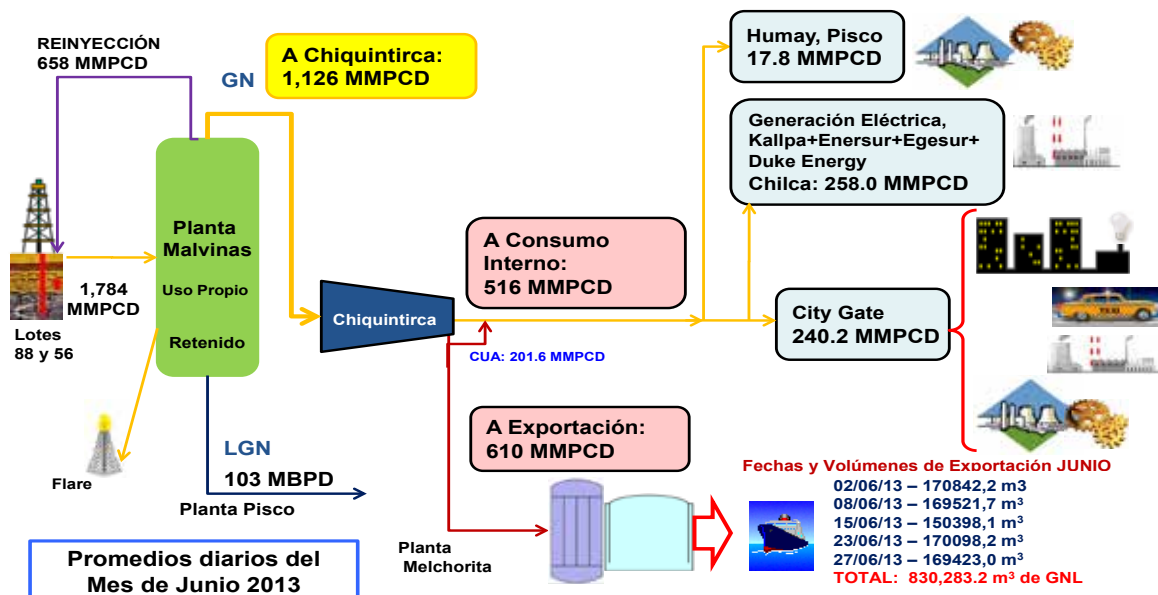 REINYECCIÓN
658 MMPCD
GN
A Chiquintirca:
1,126 MMPCD
Humay, Pisco
17.8 MMPCD
Generación Eléctrica,
Kallpa+Enersur+Egesur+
Duke Energy
Chilca: 258.0 MMPCD
Planta
Malvinas
Uso Propio
Retenido
1,784
MMPCD
Lotes
88 y 56
A Consumo
Interno:
516 MMPCD
Chiquintirca
CUA: 201.6 MMPCD
City Gate
240.2 MMPCD
TAXI
A Exportación:
610 MMPCD
Flare
LGN
103 MBPD
Planta Pisco
Planta
Melchorita
Fechas y Volúmenes de Exportación JUNIO
02/06/13 – 170842,2 m3
08/06/13 – 169521,7 m³
15/06/13 – 150398,1 m³
23/06/13 – 170098,2 m³
27/06/13 – 169423,0 m³
TOTAL: 830,283.2 m³ de GNL
Promedios diarios del
Mes de Junio 2013